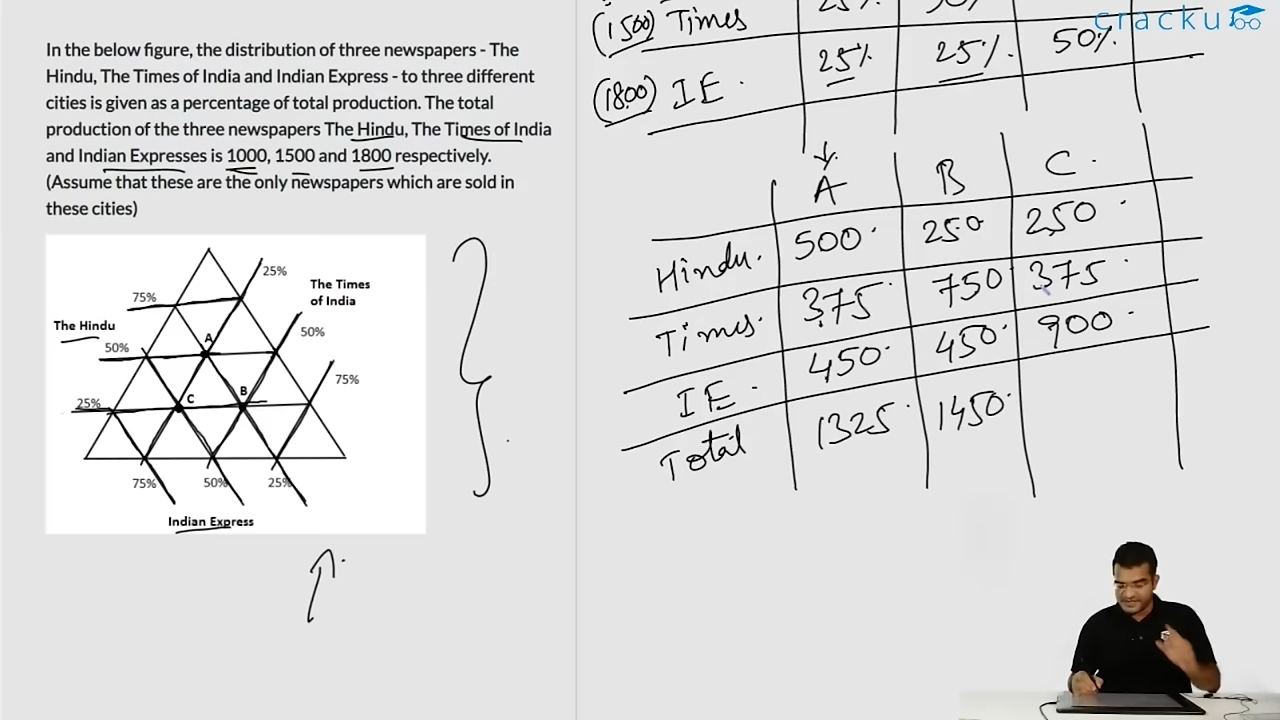 In the below figure, the distribution of three newspapers - The
Hindu, The Times of India and Indian Express - to three different
cities is given as a percentage of total production. The total
production of the three newspapers The Hindu, The Times of India
and Indian Expresses is 1000, 1500 and 1800 respectively.
(Assume that these are the only newspapers which are sold in
these cities)
25%
The Times
of India
75%
The Hindu
A
50%
50%
75%
B
25%
C
75%
50%
25%
Indian Express
cracku
(1500) Times 25%. 50%
(1800) IE. 25% 25%. 50%.
A B C.
Hindu. 500. 250 250.
Times. 375. 750 375.
IE. 450. 450. 900.
Total 1325. 1450.